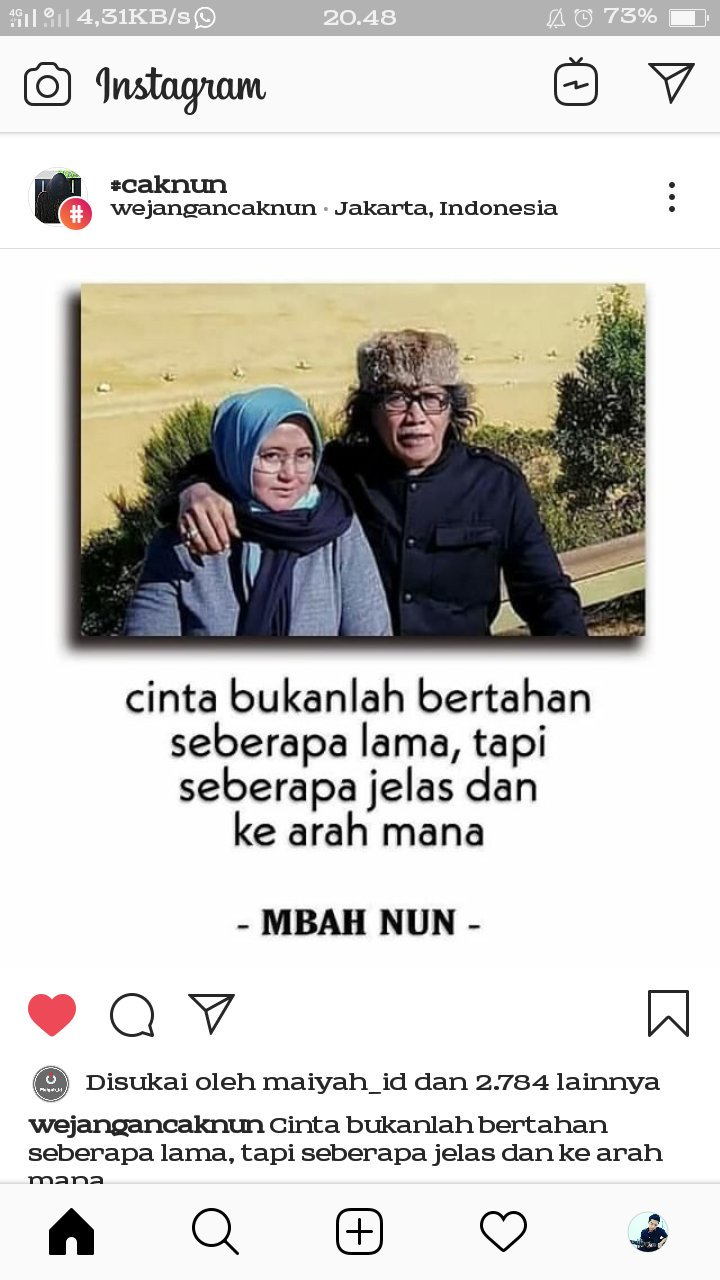 4G 4,31KB/s 20.48 73%
Instagram
#caknun
wejangancaknun • Jakarta, Indonesia
cinta bukanlah bertahan
seberapa lama, tapi
seberapa jelas dan
ke arah mana
- MBAH NUN -
Disukai oleh maiyah_id dan 2.784 lainnya
wejangancaknun Cinta bukanlah bertahan
seberapa lama, tapi seberapa jelas dan ke arah
mana